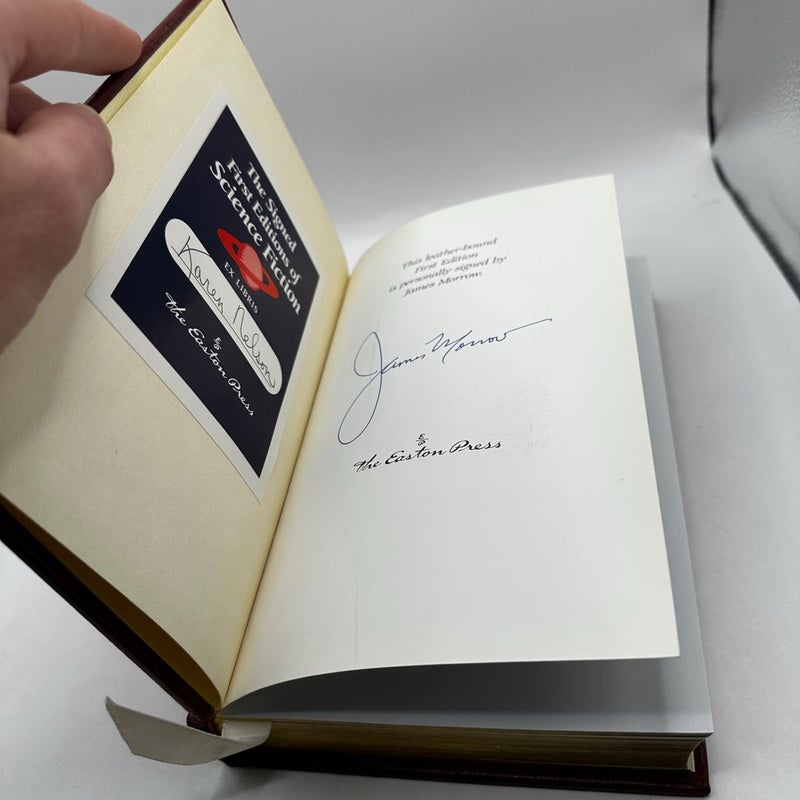 The Signed
First Editions of
Science Fiction
EX LIBRIS
Karen Nelson
the Easton Press
This leather-bound
First Edition
is personally signed by
James Morrow.
James Morrow
the Easton Press